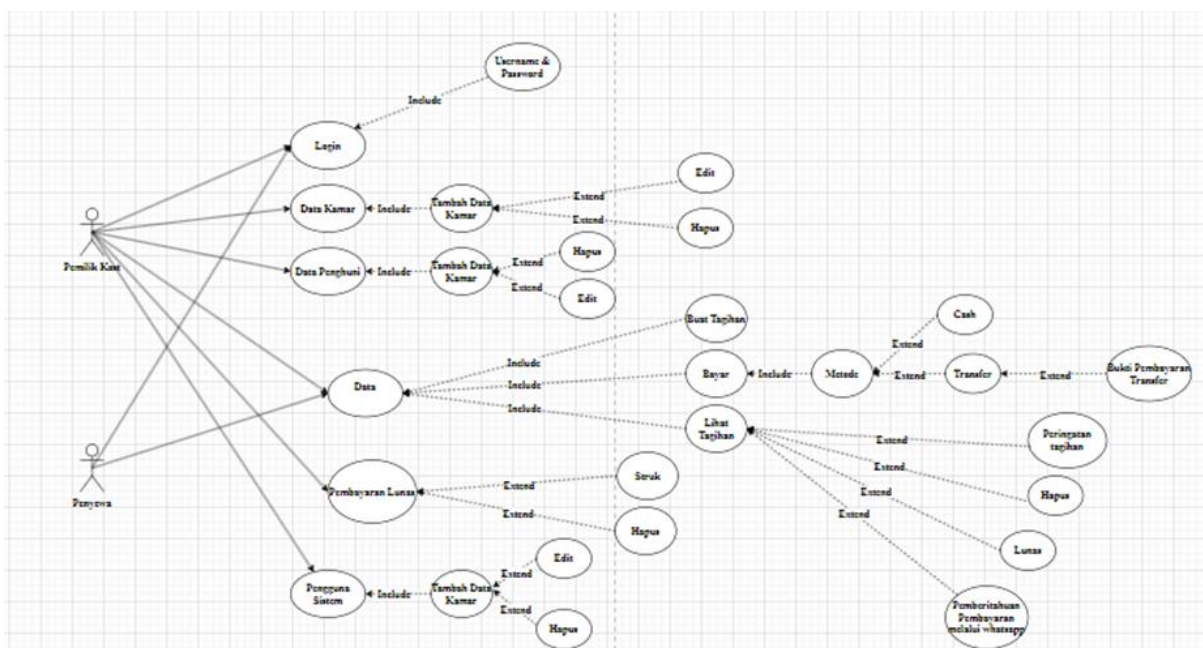 Username &
Password
Include
Login
Edit
Extend
Data Kamar
Include
Tambah Data
Kamar
Extend
Hapus
Pemilik Kost
Data Penghuni
Include
Tambah Data
Kamar
Extend
Hapus
Extend
Edit
Buat Tagihan
Include
Cash
Extend
Data
Include
Bayar
Include
Metode
Extend
Transfer
Extend
Bukti Pembayaran
Transfer
Include
Lihat
Tagihan
Extend
Peringatan
tagihan
Extend
Hapus
Extend
Lunas
Extend
Pemberitahuan
Pembayaran
melalui whatsapp
Penyewa
Pembayaran Lunas
Extend
Struk
Extend
Hapus
Pengguna
Sistem
Include
Tambah Data
Kamar
Extend
Edit
Extend
Hapus